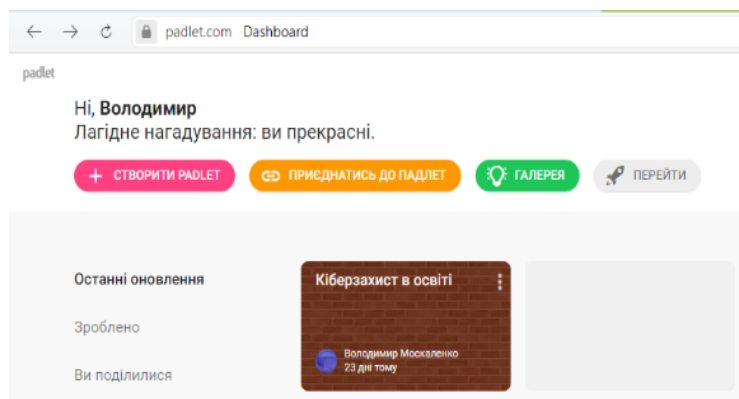 padlet.com Dashboard
padlet
Hi, Володимир
Лагідне нагадування: ви прекрасні.
СТВОРИТИ PADLET
ПРИЄДНАТИСЬ ДО ПАДЛЕТ
ГАЛЕРЕЯ
ПЕРЕЙТИ
Останні оновлення
Зроблено
Ви поділилися
Кіберзахист в освіті
Володимир Москаленко
23 дні тому